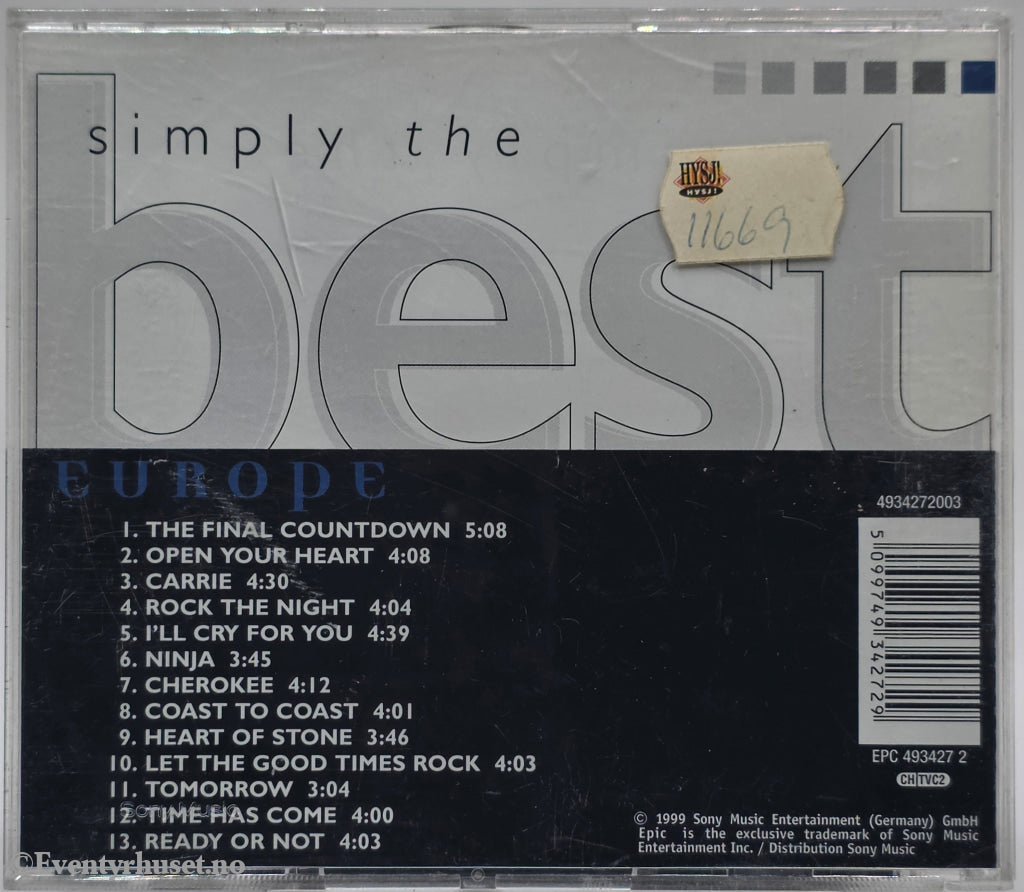 simply the
best
HYSJ!
HYSJ!
11669
EUROPE
1. THE FINAL COUNTDOWN 5:08
2. OPEN YOUR HEART 4:08
3. CARRIE 4:30
4. ROCK THE NIGHT 4:04
5. I'LL CRY FOR YOU 4:39
6. NINJA 3:45
7. CHEROKEE 4:12
8. COAST TO COAST 4:01
9. HEART OF STONE 3:46
10. LET THE GOOD TIMES ROCK 4:03
11. TOMORROW 3:04
Sony Music
12. TIME HAS COME 4:00
13. READY OR NOT 4:03
4934272003
5 099749 342729
EPC 493427 2
CH TVC2
© 1999 Sony Music Entertainment (Germany) GmbH
Epic is the exclusive trademark of Sony Music
Entertainment Inc. / Distribution Sony Music
©Eventyrhuset.no